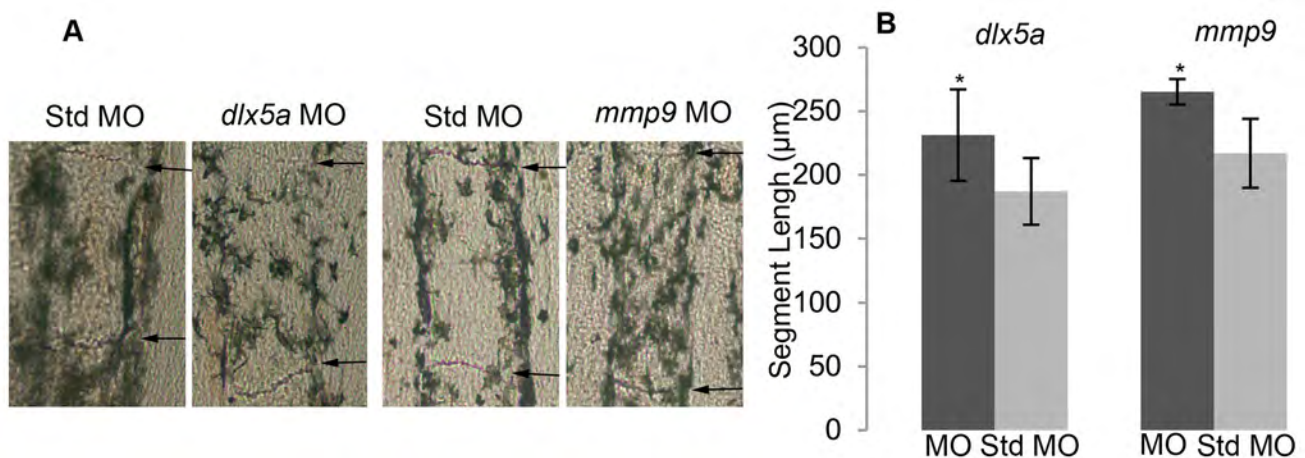 A
Std MO
dlx5a MO
Std MO
mmp9 MO
B
dlx5a
mmp9
Segment Lengh (µm)
300
250
200
150
100
50
0
*
*
MO
Std MO
MO
Std MO